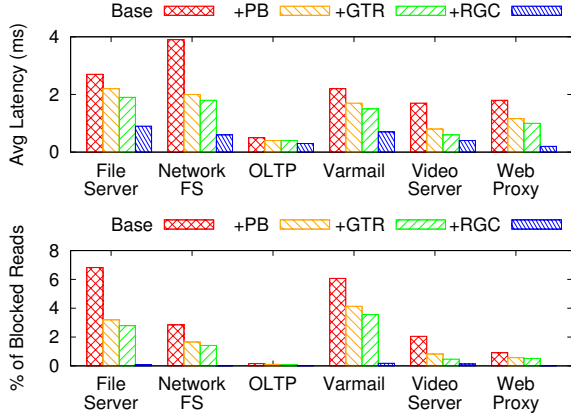 Base +PB +GTR +RGC
Avg Latency (ms)
4
2
0
File Server
Network FS
OLTP
Varmail
Video Server
Web Proxy
Base +PB +GTR +RGC
% of Blocked Reads
8
6
4
2
0
File Server
Network FS
OLTP
Varmail
Video Server
Web Proxy